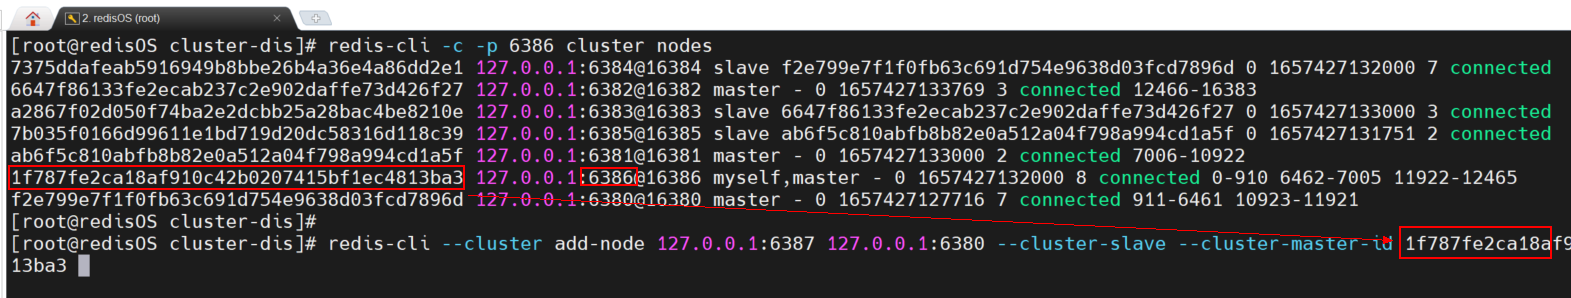 2. redisOS (root)
[root@redisOS cluster-dis]# redis-cli -c -p 6386 cluster nodes
7375ddafeab5916949b8bbe26b4a36e4a86dd2e1 127.0.0.1:6384@16384 slave f2e799e7f1f0fb63c691d754e9638d03fcd7896d 0 1657427132000 7 connected
6647f86133fe2ecab237c2e902daffe73d426f27 127.0.0.1:6382@16382 master - 0 1657427133769 3 connected 12466-16383
a2867f02d050f74ba2e2dcbb25a28bac4be8210e 127.0.0.1:6383@16383 slave 6647f86133fe2ecab237c2e902daffe73d426f27 0 1657427133000 3 connected
7b035f0166d99611e1bd719d20dc58316d118c39 127.0.0.1:6385@16385 slave ab6f5c810abfb8b82e0a512a04f798a994cd1a5f 0 1657427131751 2 connected
ab6f5c810abfb8b82e0a512a04f798a994cd1a5f 127.0.0.1:6381@16381 master - 0 1657427133000 2 connected 7006-10922
1f787fe2ca18af910c42b0207415bf1ec4813ba3 127.0.0.1:6386@16386 myself,master - 0 1657427132000 8 connected 0-910 6462-7005 11922-12465
f2e799e7f1f0fb63c691d754e9638d03fcd7896d 127.0.0.1:6380@16380 master - 0 1657427127716 7 connected 911-6461 10923-11921
[root@redisOS cluster-dis]#
[root@redisOS cluster-dis]# redis-cli --cluster add-node 127.0.0.1:6387 127.0.0.1:6380 --cluster-slave --cluster-master-id 1f787fe2ca18af9
13ba3